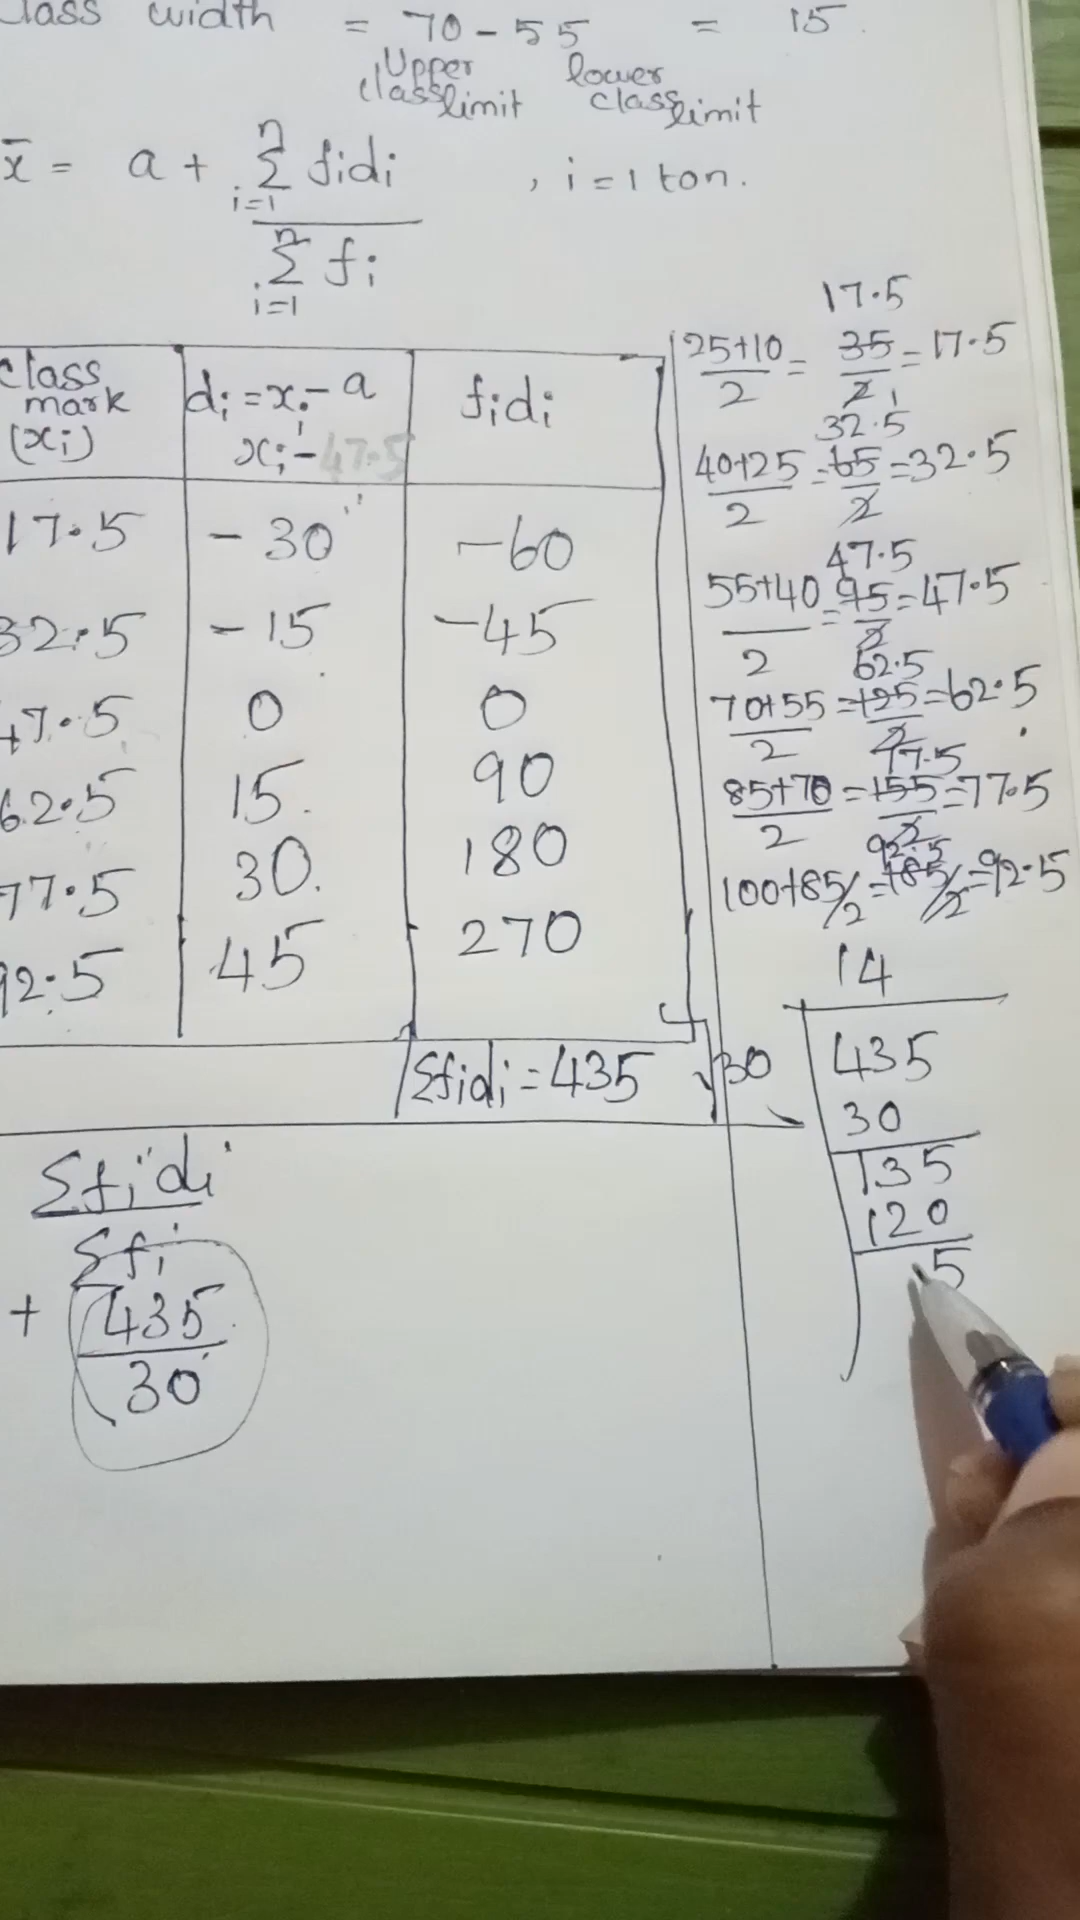 class width = 70 - 55 = 15.
Upper class limit lower class limit
x̄ = a + n Σ i=1 fidi , i = 1 to n.
n Σ i=1 fi
class mark (xi) di = xi - a fidi
xi - 47.5
17.5 -30 -60
32.5 -15 -45
47.5 0 0
62.5 15. 90
77.5 30. 180
92.5 45 270
Σfidi = 435
Σfidi
Σfi
+ 435
30
17.5
25+10 = 35 = 17.5
2 2 1
32.5
40+25 = 65 = 32.5
2 2
47.5
55+40 = 95 = 47.5
2 2
62.5
70+55 = 125 = 62.5
2 2
77.5
85+70 = 155 = 77.5
2 2
92.5
100+85/2 = 185/2 = 92.5
14
30 435
30
135
120
15